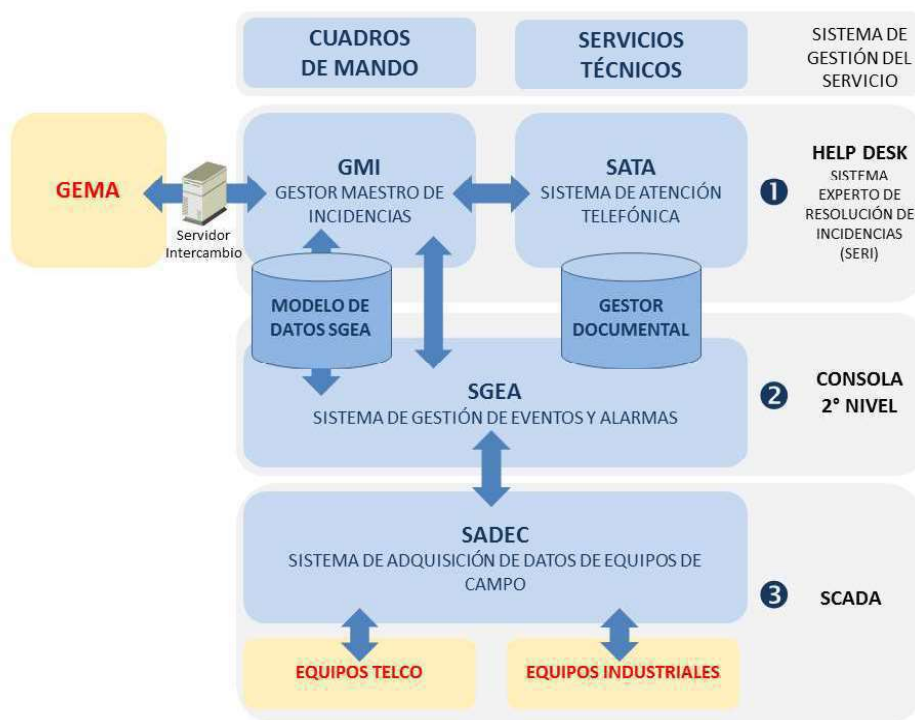 CUADROS
DE MANDO
SERVICIOS
TÉCNICOS
SISTEMA DE
GESTIÓN DEL
SERVICIO
GEMA
Servidor
Intercambio
GMI
GESTOR MAESTRO DE
INCIDENCIAS
SATA
SISTEMA DE ATENCIÓN
TELEFÓNICA
1
HELP DESK
SISTEMA
EXPERTO DE
RESOLUCIÓN DE
INCIDENCIAS
(SERI)
MODELO DE
DATOS SGEA
GESTOR
DOCUMENTAL
SGEA
SISTEMA DE GESTIÓN DE EVENTOS Y ALARMAS
2
CONSOLA
2° NIVEL
SADEC
SISTEMA DE ADQUISICIÓN DE DATOS DE EQUIPOS DE
CAMPO
3
SCADA
EQUIPOS TELCO
EQUIPOS INDUSTRIALES